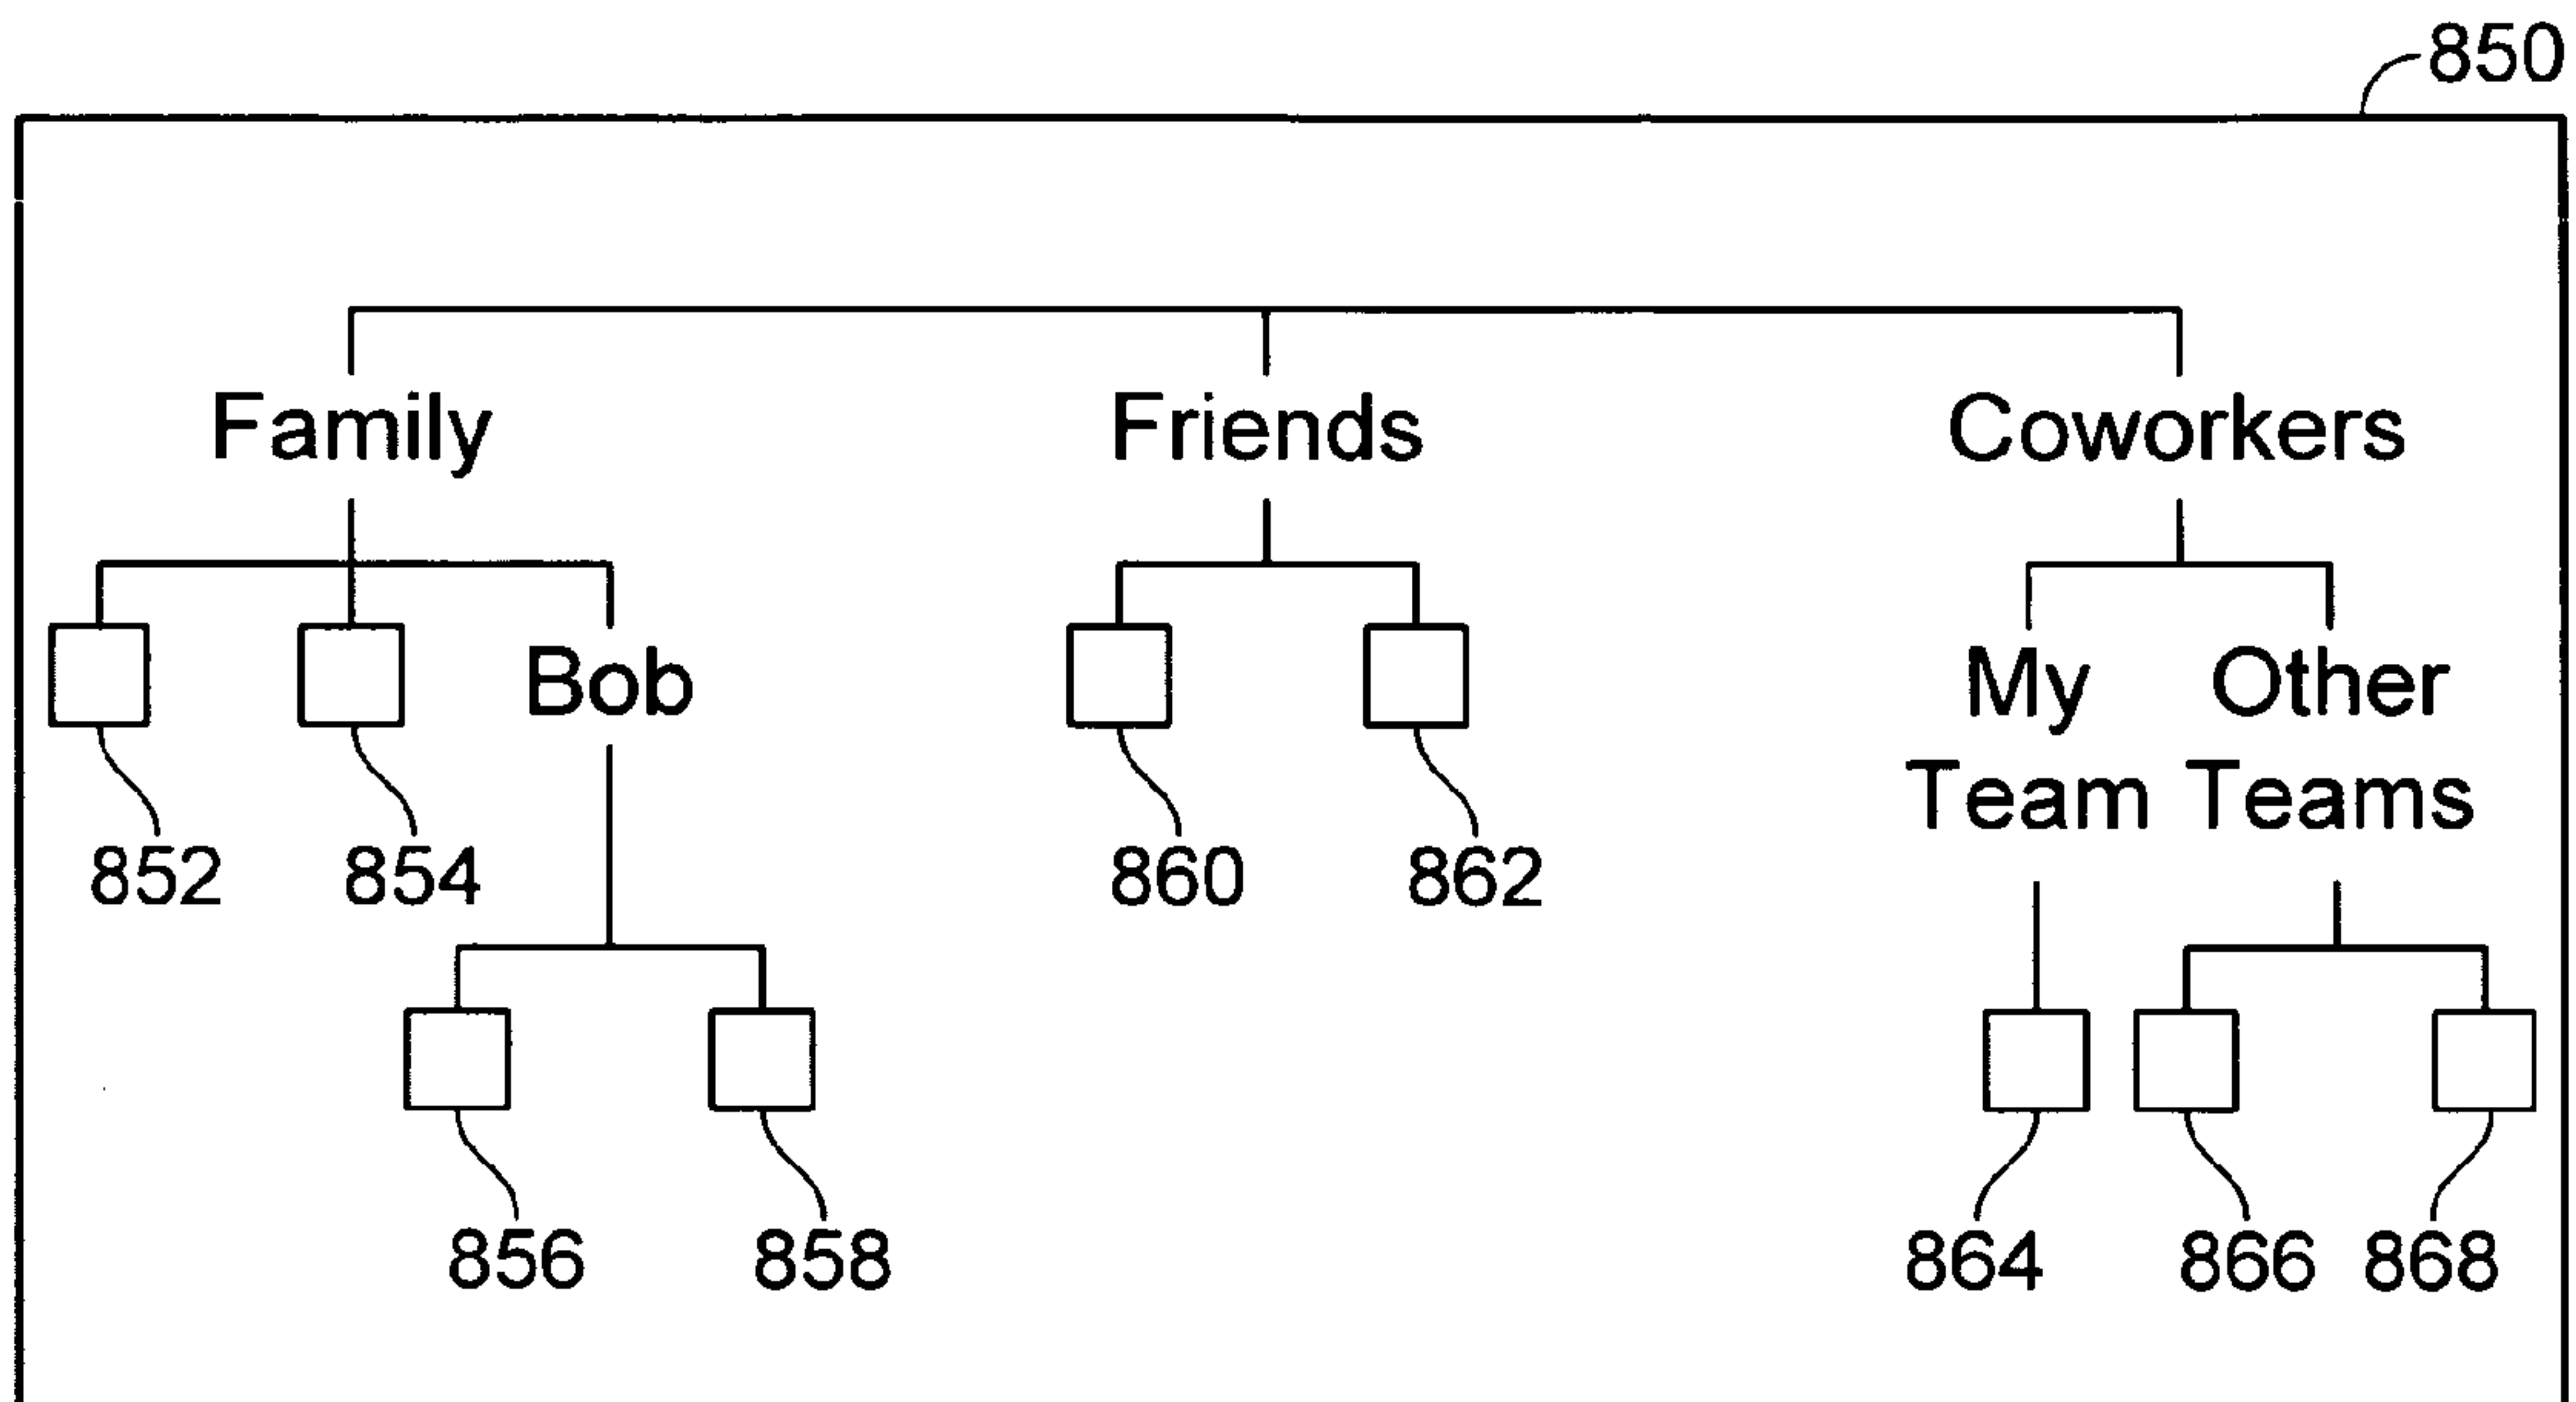 850
Family Friends Coworkers
Bob My Other
Team Teams
852 854 860 862
856 858 864 866 868